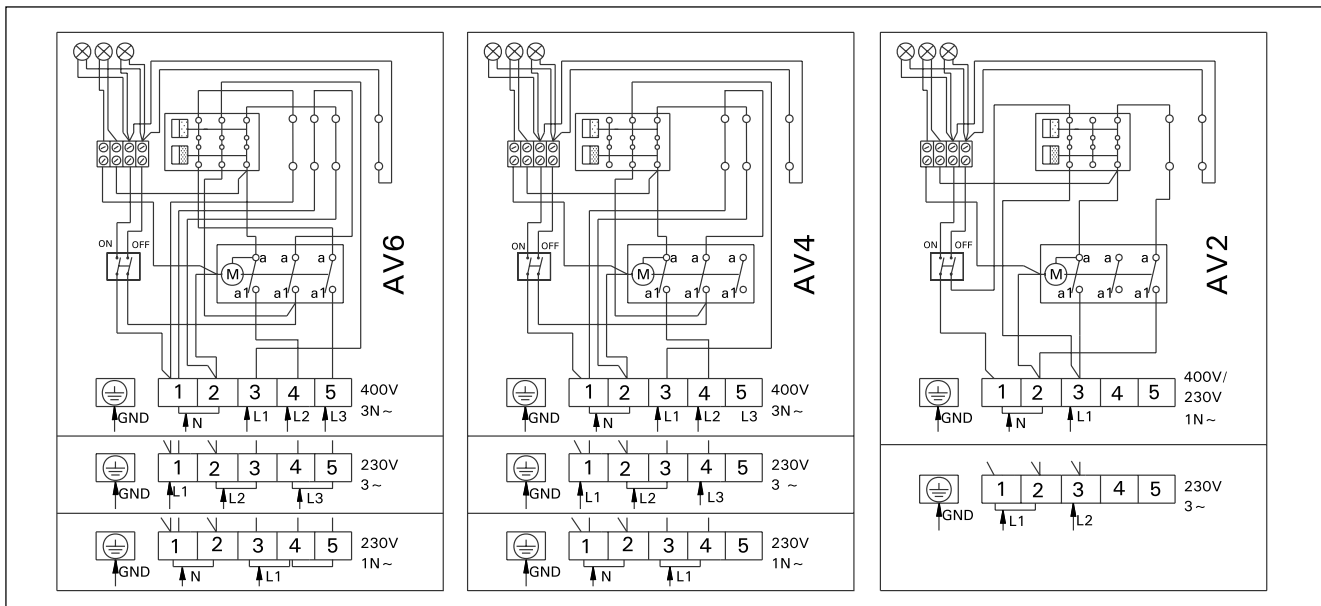 ON OFF
M a a
a1 a1 a1
AV6
1 2 3 4 5 400V
3N~
GND N L1 L2 L3
1 2 3 4 5 230V
3~
GND L1 L2 L3
1 2 3 4 5 230V
1N~
GND N L1
ON OFF
M a a a
a1 a1 a1
AV4
1 2 3 4 5 400V
3N~
GND N L1 L2 L3
1 2 3 4 5 230V
3~
GND L1 L2 L3
1 2 3 4 5 230V
1N~
GND N L1
ON OFF
M a a a
a1 a1 a1
AV2
1 2 3 4 5 400V/
230V
1N~
GND N L1
1 2 3 4 5 230V
3~
GND L1 L2